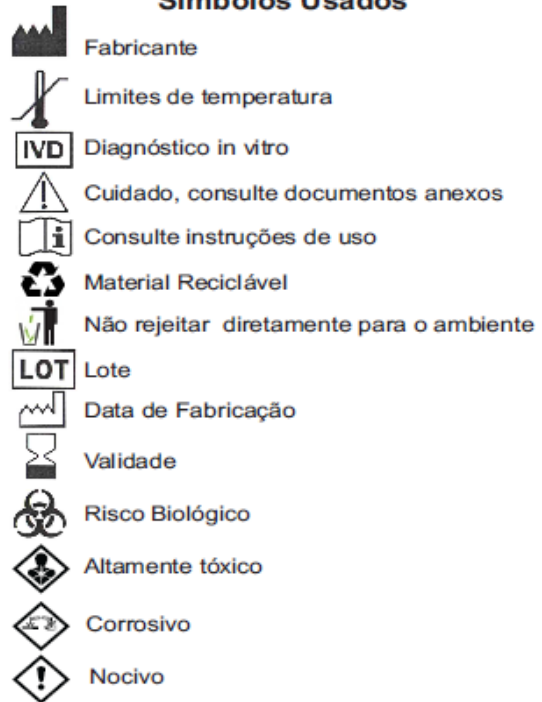 Símbolos Usados
Fabricante
Limites de temperatura
IVD Diagnóstico in vitro
Cuidado, consulte documentos anexos
i Consulte instruções de uso
Material Reciclável
Não rejeitar diretamente para o ambiente
LOT Lote
Data de Fabricação
Validade
Risco Biológico
Altamente tóxico
Corrosivo
Nocivo